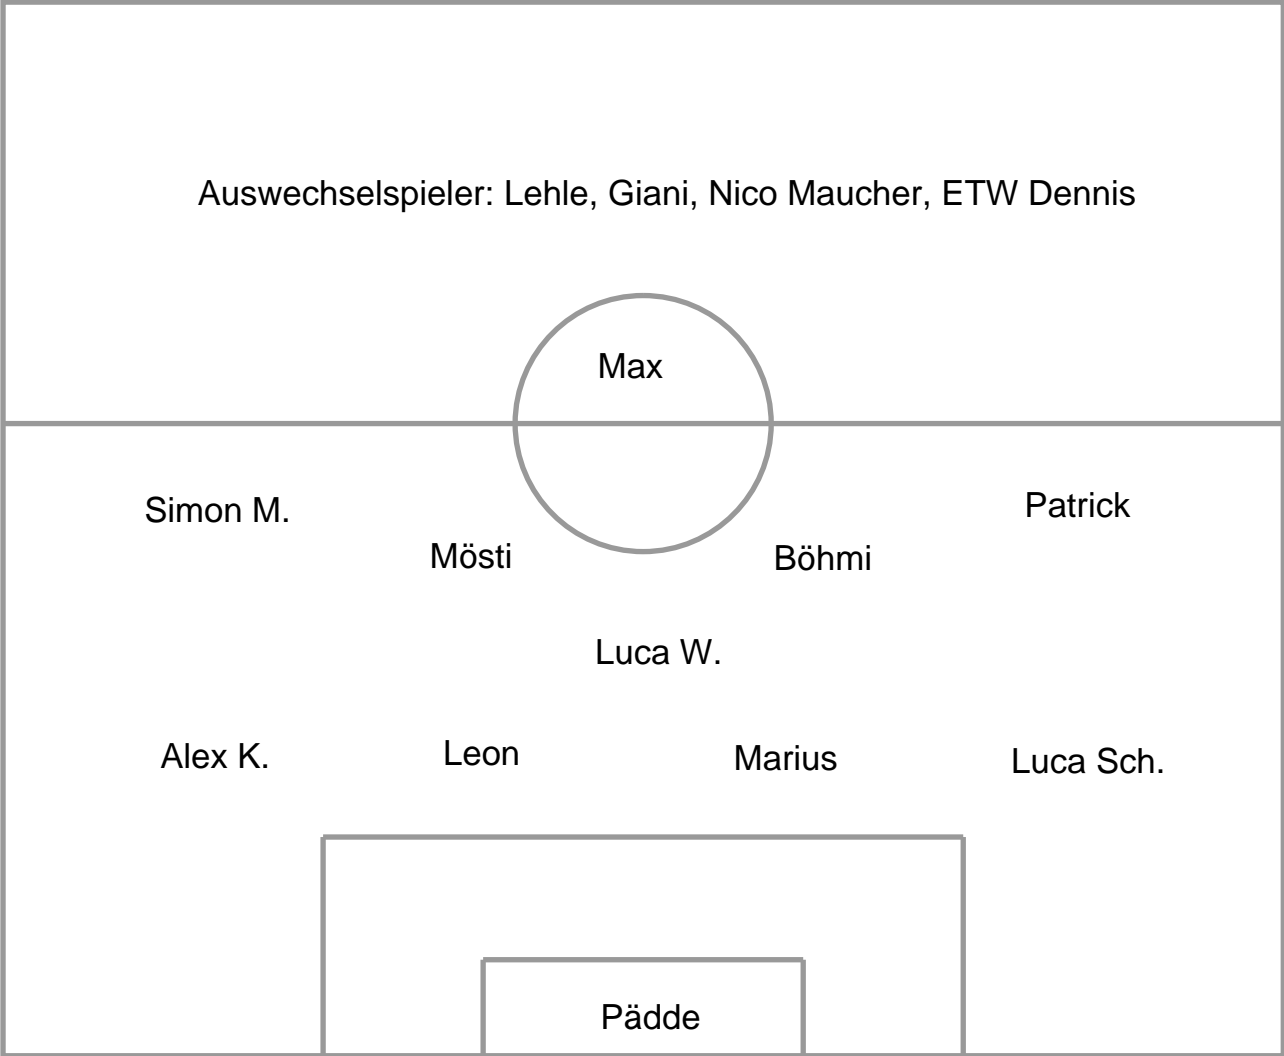 Auswechselspieler: Lehle, Giani, Nico Maucher, ETW Dennis
Max
Simon M.
Patrick
Mösti
Böhmi
Luca W.
Alex K.
Leon
Marius
Luca Sch.
Pädde